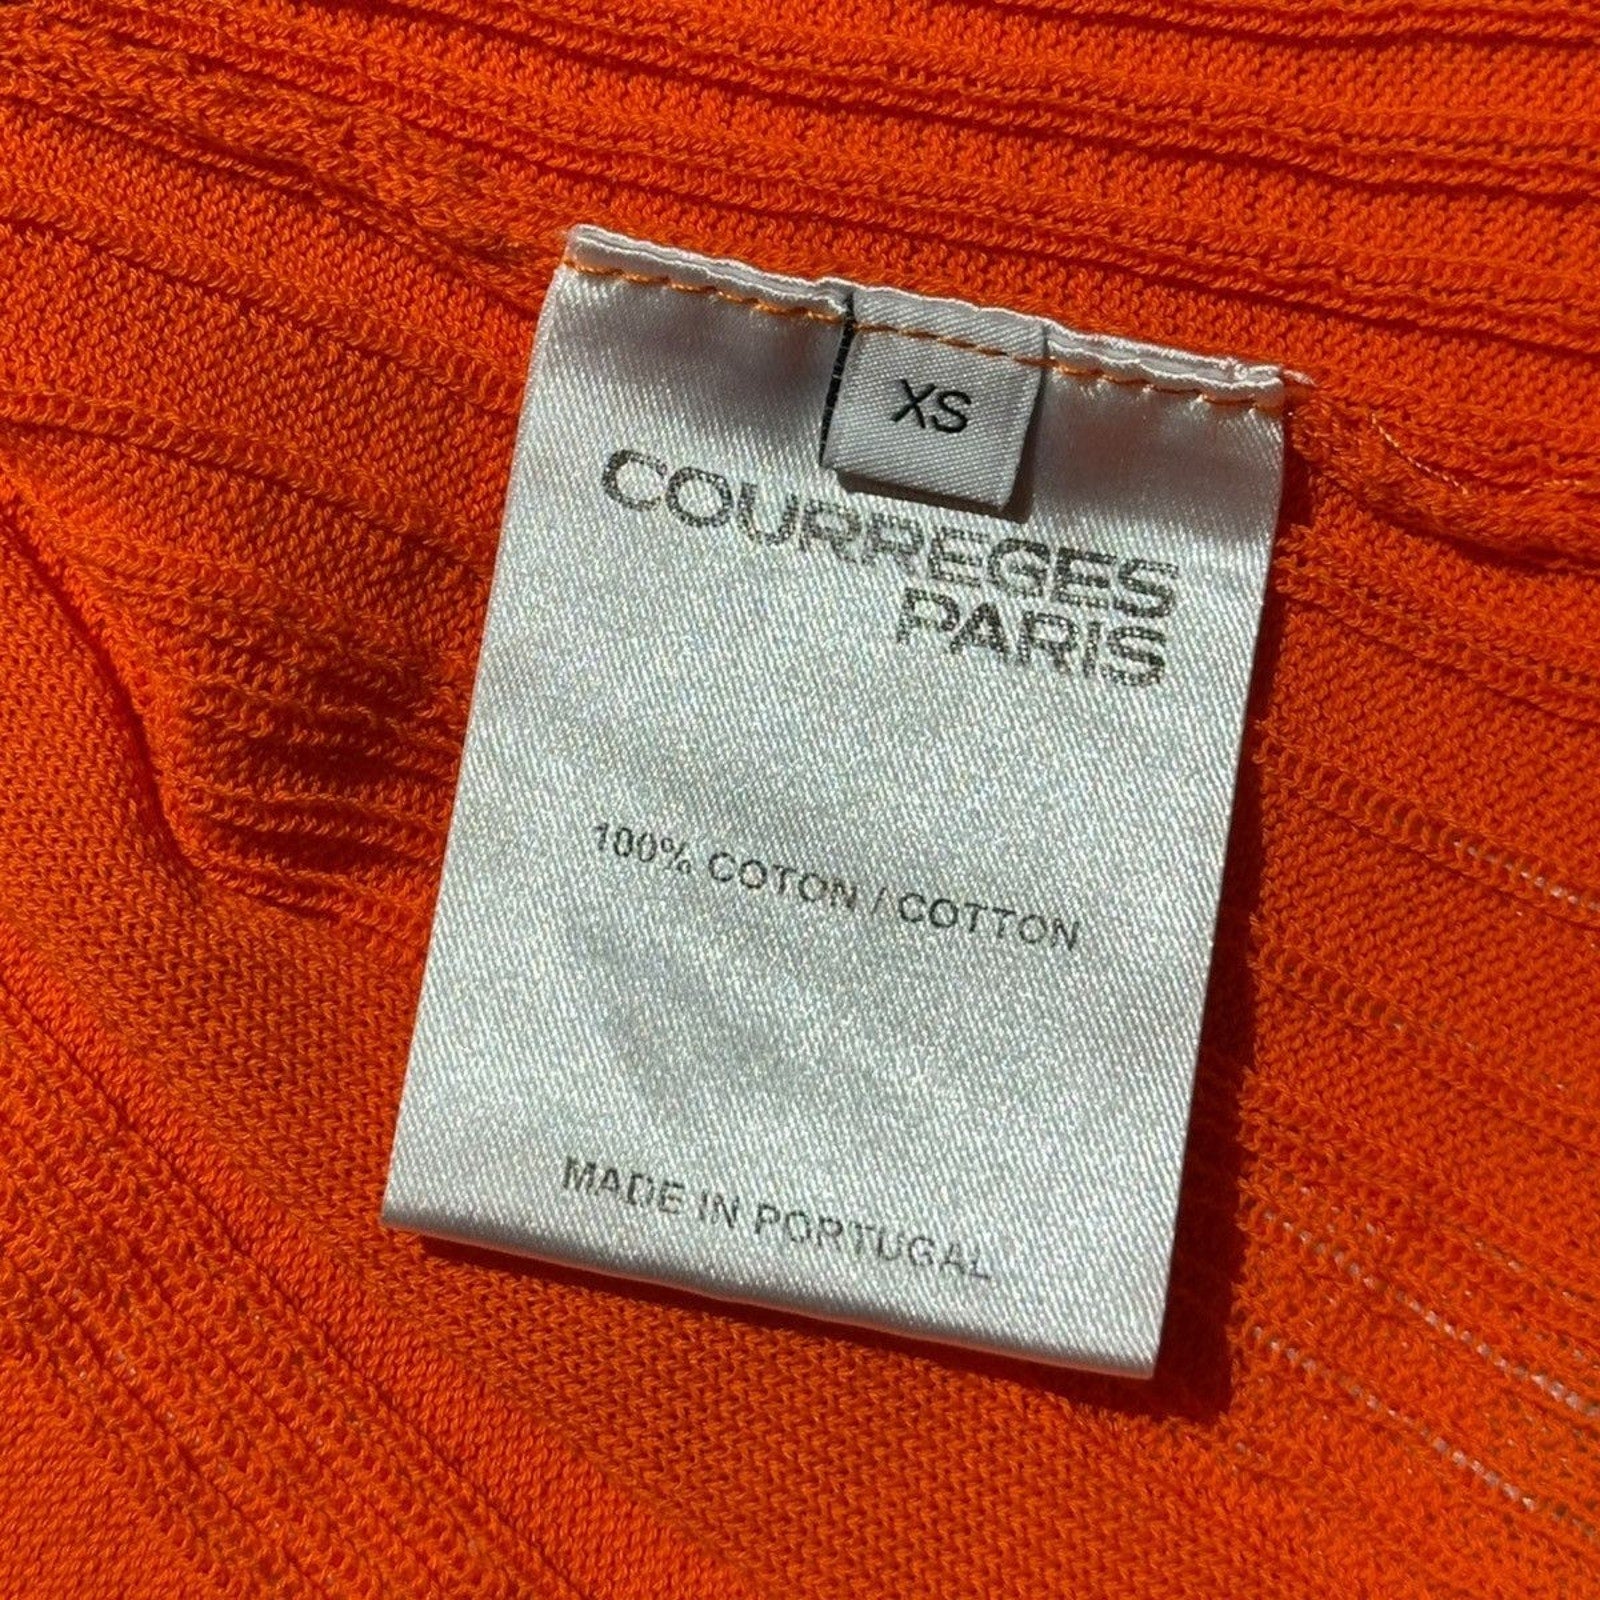 XS
COURREGES
PARIS
100% COTON / COTTON
MADE IN PORTUGAL